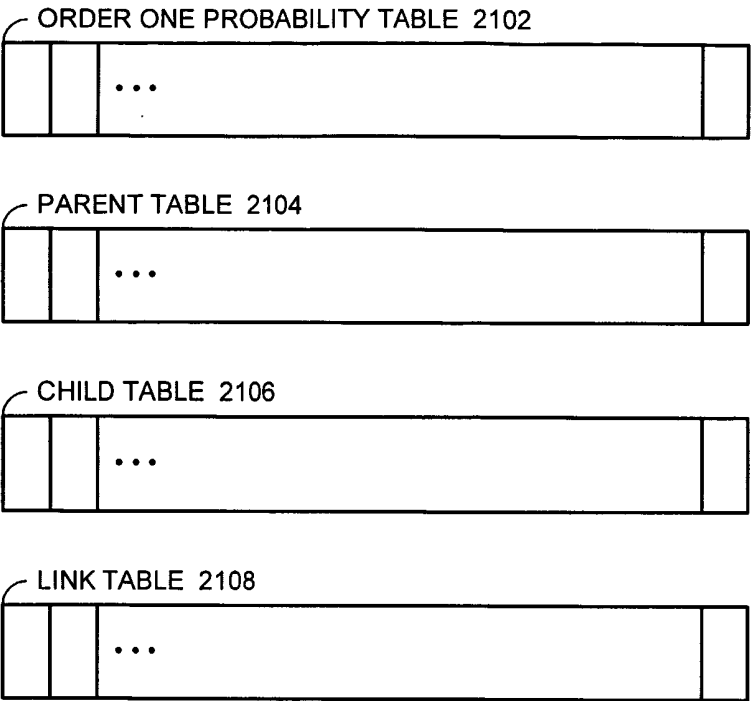 ORDER ONE PROBABILITY TABLE 2102
...
PARENT TABLE 2104
...
CHILD TABLE 2106
...
LINK TABLE 2108
...